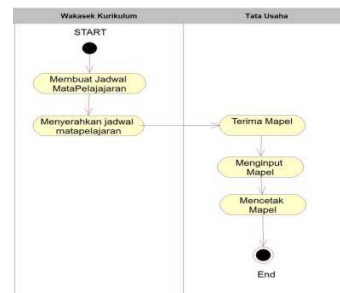 Wakasek Kurikulum
Tata Usaha
START
Membuat Jadwal
MataPelajajaran
Menyerahkan jadwal
matapelajaran
Terima Mapel
Menginput
Mapel
Mencetak
Mapel
End